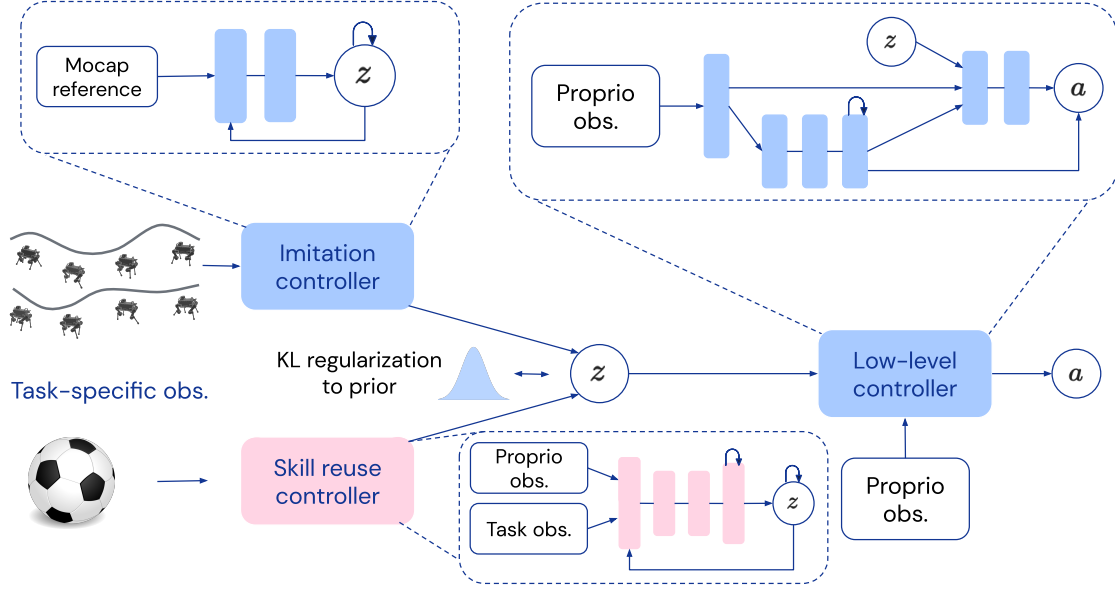 Mocap
reference
z
Proprio
obs.
z
a
Imitation
controller
KL regularization
to prior
z
Low-level
controller
a
Task-specific obs.
Skill reuse
controller
Proprio
obs.
Task obs.
z
Proprio
obs.